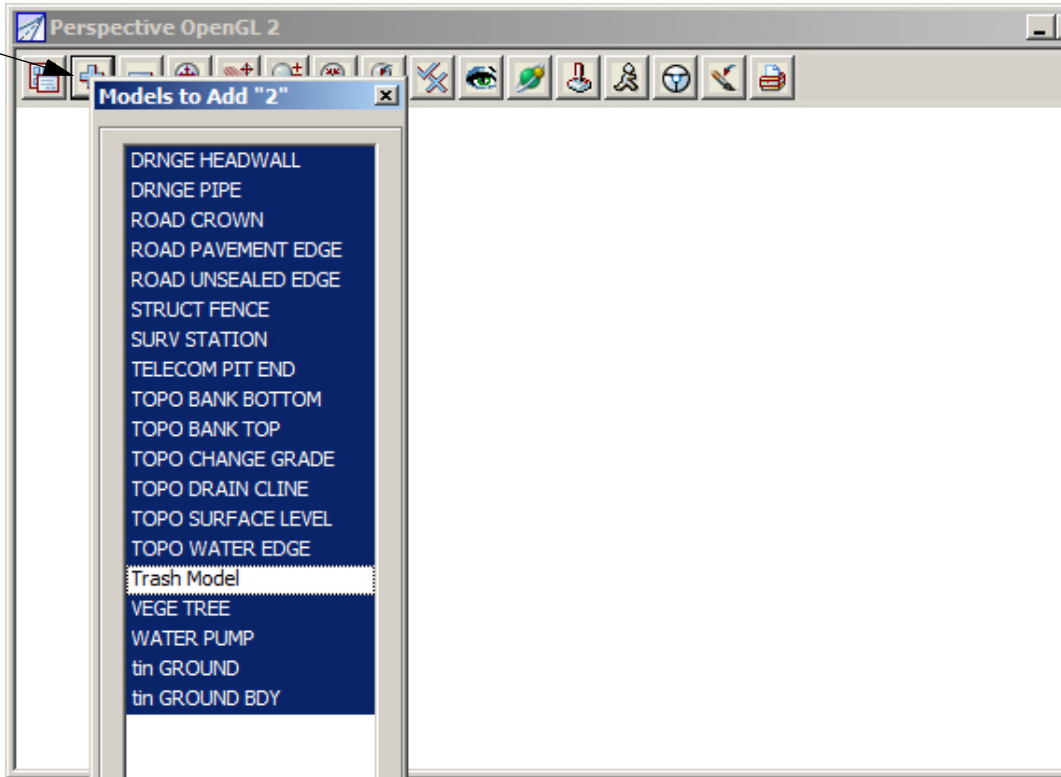 Perspective OpenGL 2
Models to Add "2"
DRNGE HEADWALL
DRNGE PIPE
ROAD CROWN
ROAD PAVEMENT EDGE
ROAD UNSEALED EDGE
STRUCT FENCE
SURV STATION
TELECOM PIT END
TOPO BANK BOTTOM
TOPO BANK TOP
TOPO CHANGE GRADE
TOPO DRAIN CLINE
TOPO SURFACE LEVEL
TOPO WATER EDGE
Trash Model
VEGE TREE
WATER PUMP
tin GROUND
tin GROUND BDY